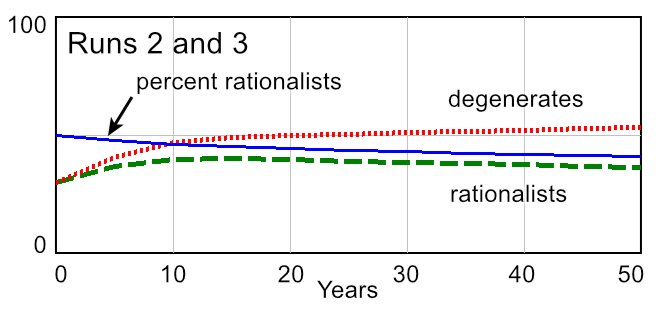 100
Runs 2 and 3
percent rationalists
degenerates
rationalists
0
0 10 20 30 40 50
Years